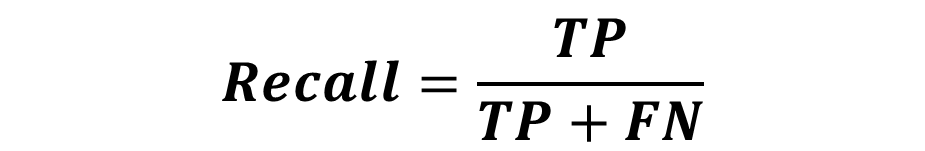 Recall = TP / TP + FN